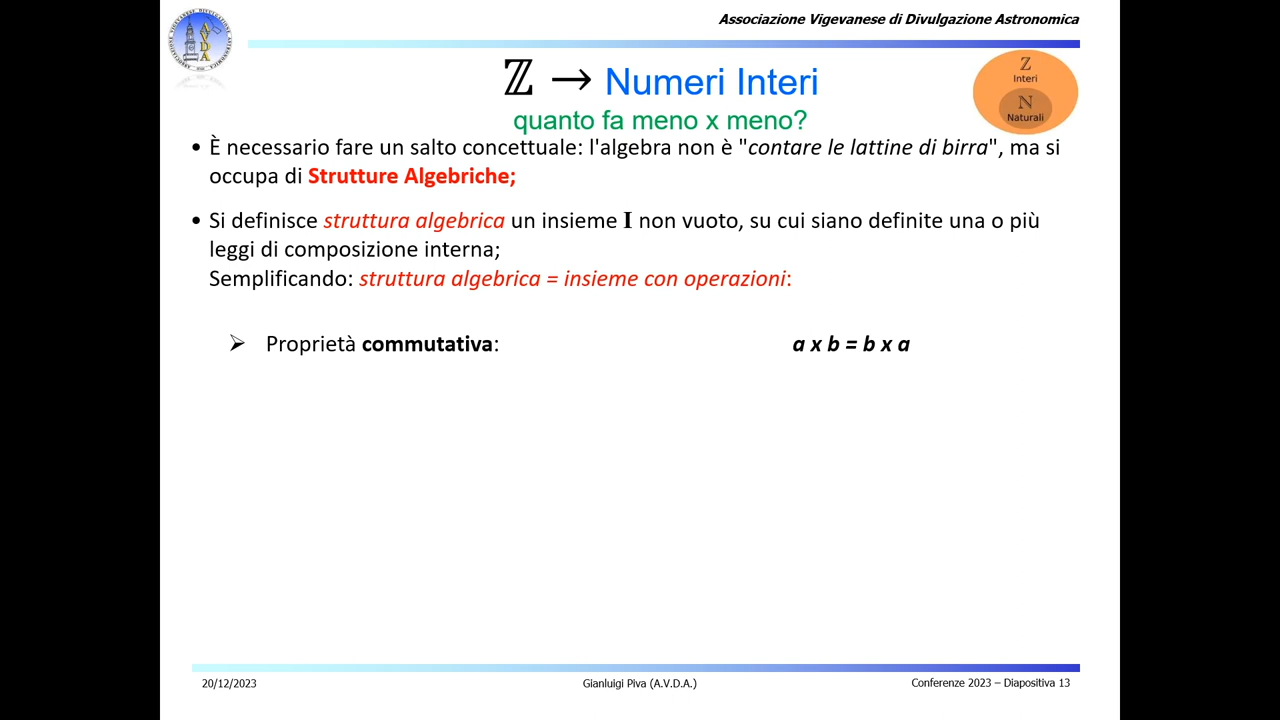 Associazione Vigevanese di Divulgazione Astronomica
ℤ → Numeri Interi
quanto fa meno x meno?
Z
Interi
N
Naturali
• È necessario fare un salto concettuale: l'algebra non è "contare le lattine di birra", ma si
occupa di Strutture Algebriche;
• Si definisce struttura algebrica un insieme I non vuoto, su cui siano definite una o più
leggi di composizione interna;
Semplificando: struttura algebrica = insieme con operazioni:
➢ Proprietà commutativa: a x b = b x a
20/12/2023
Gianluigi Piva (A.V.D.A.)
Conferenze 2023 – Diapositiva 13